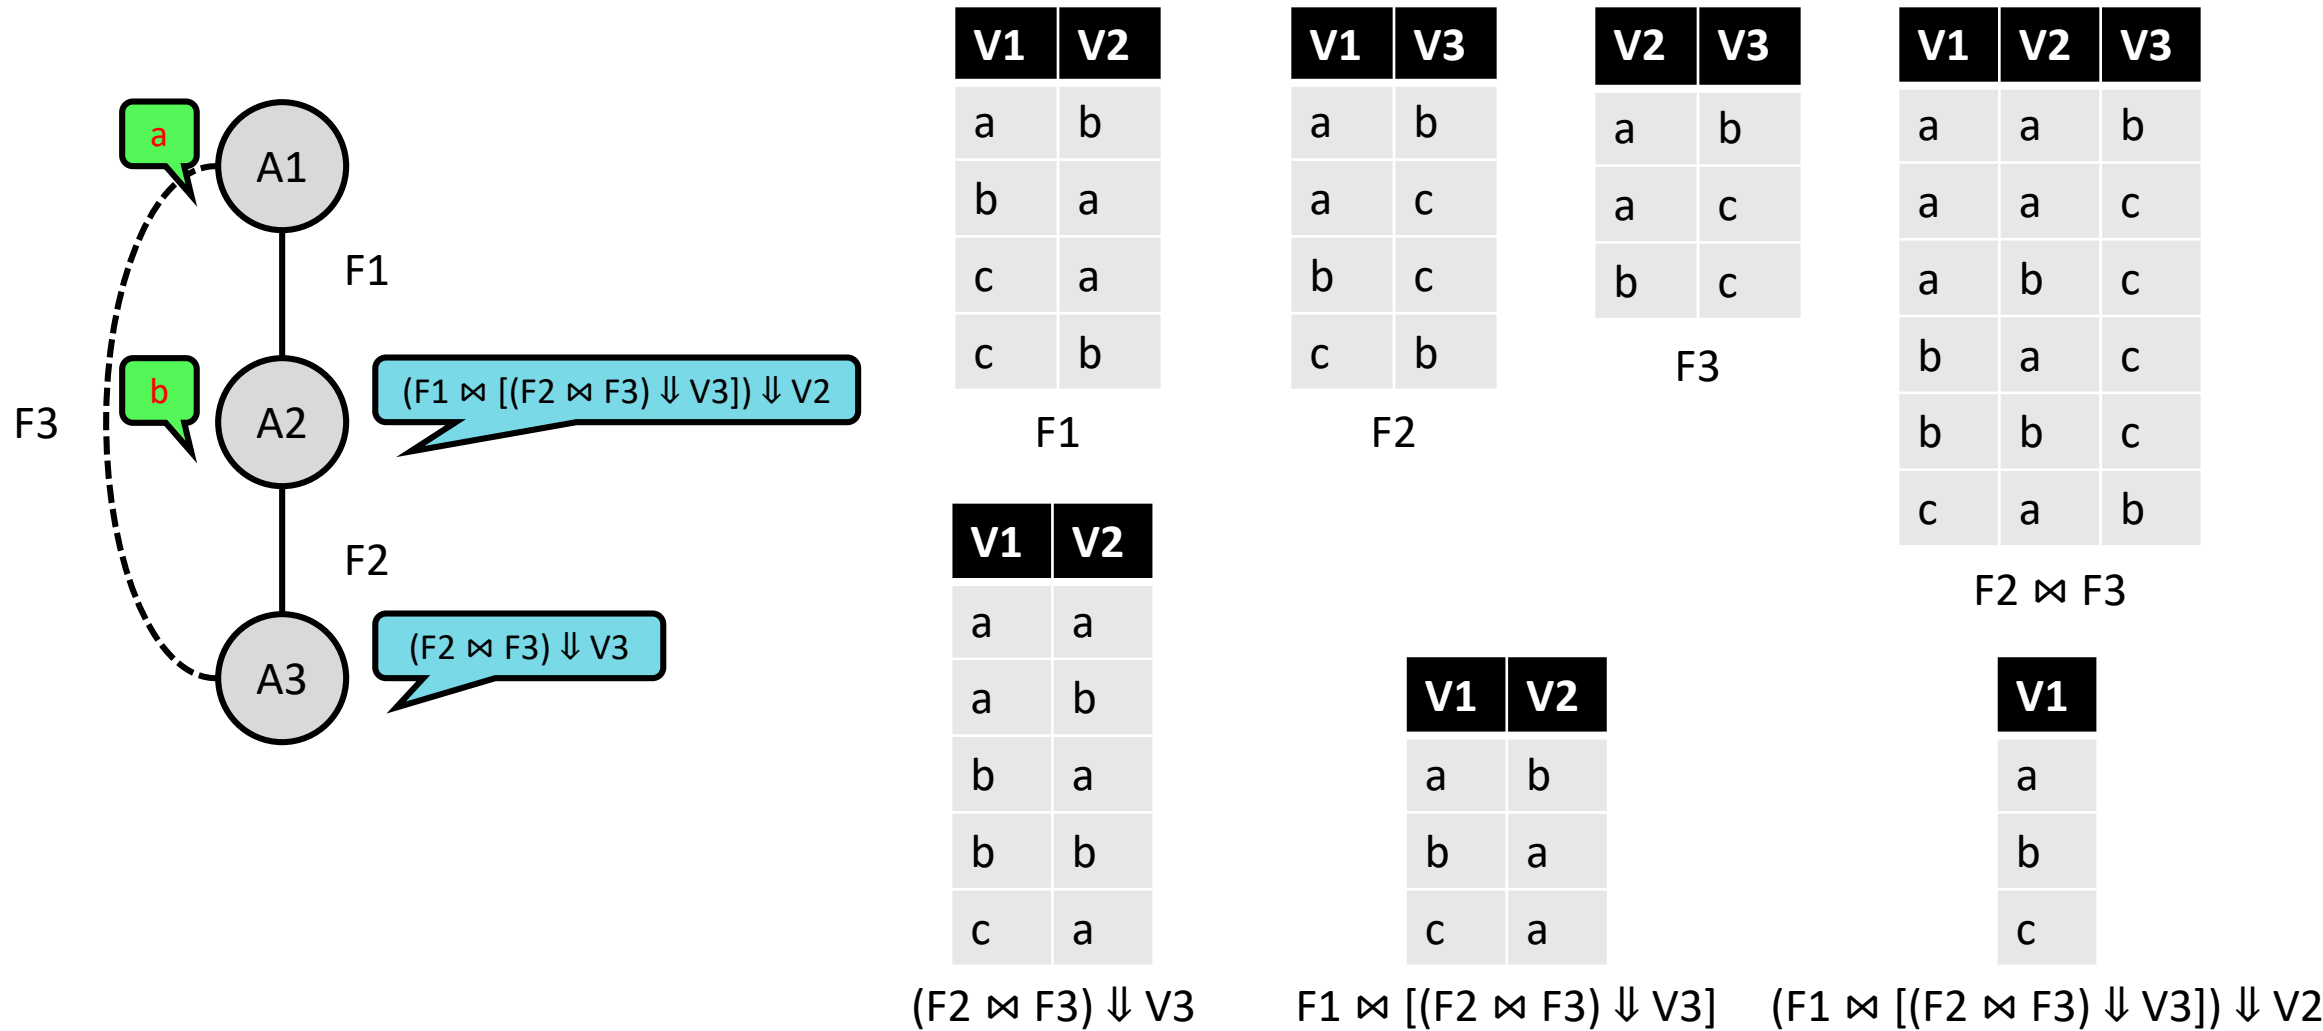 a
A1
F1
b
A2
(F1 ⋈ [(F2 ⋈ F3) ⇓ V3]) ⇓ V2
F3
F2
A3
(F2 ⋈ F3) ⇓ V3
V1 V2
a b
b a
c a
c b
F1
V1 V3
a b
a c
b c
c b
F2
V2 V3
a b
a c
b c
F3
V1 V2 V3
a a b
a a c
a b c
b a c
b b c
c a b
F2 ⋈ F3
V1 V2
a a
a b
b a
b b
c a
(F2 ⋈ F3) ⇓ V3
V1 V2
a b
b a
c a
F1 ⋈ [(F2 ⋈ F3) ⇓ V3]
V1
a
b
c
(F1 ⋈ [(F2 ⋈ F3) ⇓ V3]) ⇓ V2